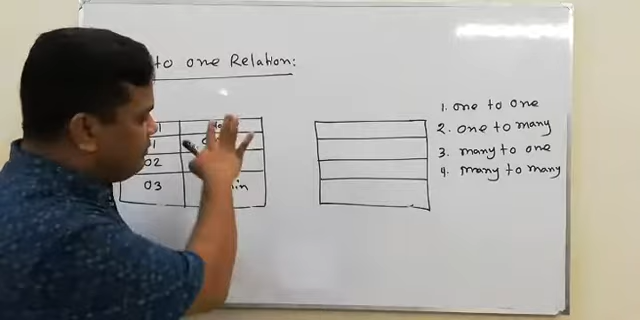 to one Relation:
1. one to one
2. one to many
3. many to one
4. many to many
02
03